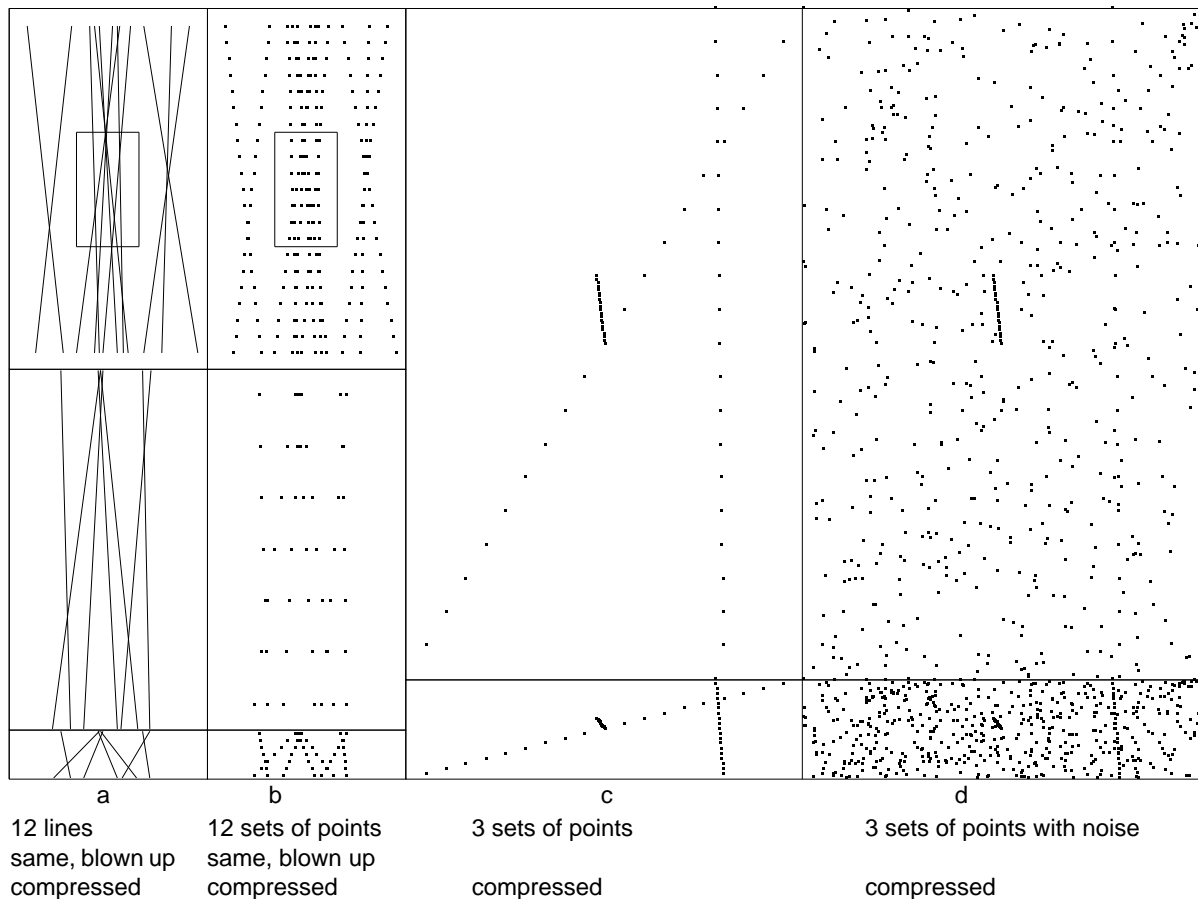 a b c d
12 lines 12 sets of points 3 sets of points 3 sets of points with noise
same, blown up same, blown up
compressed compressed compressed compressed